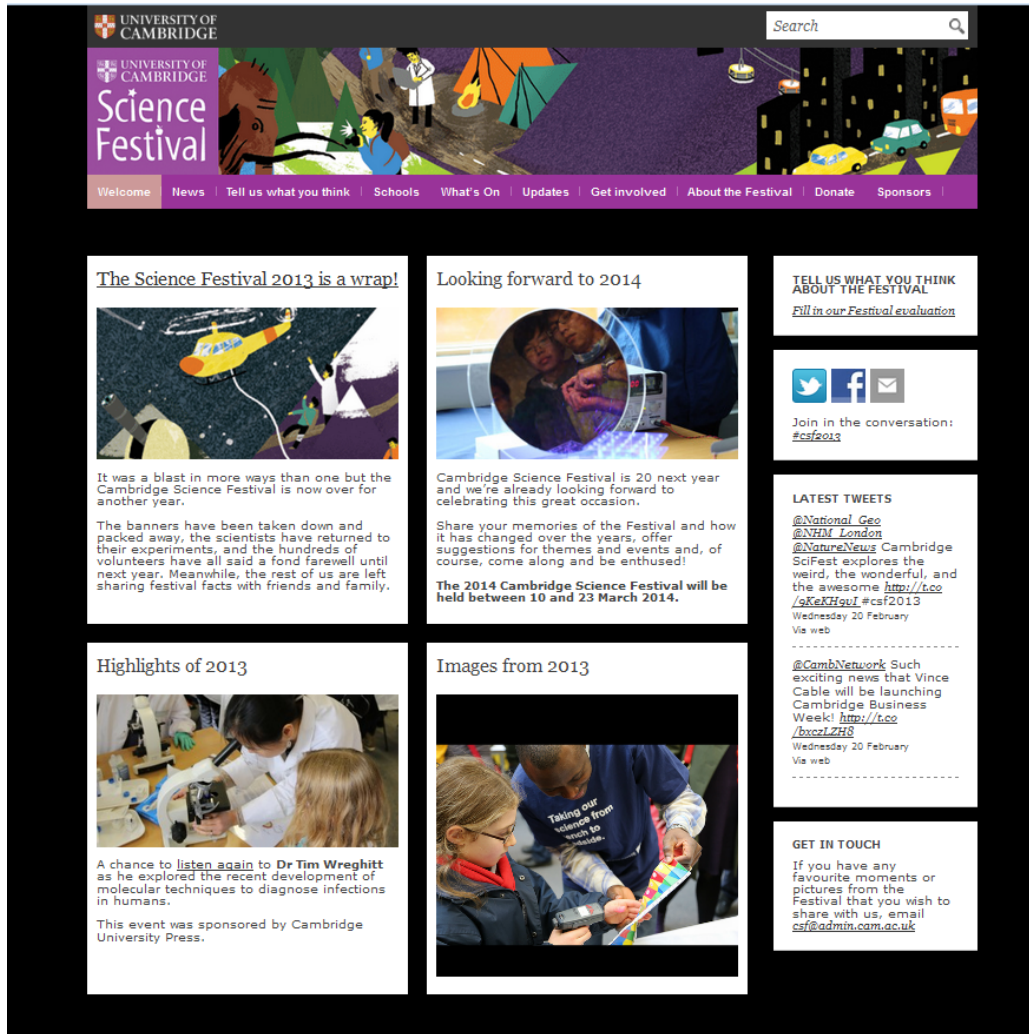 UNIVERSITY OF
CAMBRIDGE
Search
UNIVERSITY OF
CAMBRIDGE
Science
Festival
Welcome News Tell us what you think Schools What's On Updates Get involved About the Festival Donate Sponsors
The Science Festival 2013 is a wrap!
It was a blast in more ways than one but the
Cambridge Science Festival is now over for
another year.
The banners have been taken down and
packed away, the scientists have returned to
their experiments, and the hundreds of
volunteers have all said a fond farewell until
next year. Meanwhile, the rest of us are left
sharing festival facts with friends and family.
Looking forward to 2014
Cambridge Science Festival is 20 next year
and we're already looking forward to
celebrating this great occasion.
Share your memories of the Festival and how
it has changed over the years, offer
suggestions for themes and events and, of
course, come along and be enthused!
The 2014 Cambridge Science Festival will be
held between 10 and 23 March 2014.
Highlights of 2013
A chance to listen again to Dr Tim Wreghitt
as he explored the recent development of
molecular techniques to diagnose infections
in humans.
This event was sponsored by Cambridge
University Press.
Images from 2013
Taking our
science from
TELL US WHAT YOU THINK
ABOUT THE FESTIVAL
Fill in our Festival evaluation
Join in the conversation:
#csf2013
LATEST TWEETS
@National_Geo
@NHM_London
@NatureNews Cambridge
SciFest explores the
weird, the wonderful, and
the awesome http://t.co
/9KeKH9vI #csf2013
Wednesday 20 February
Via web
@CambNetwork Such
exciting news that Vince
Cable will be launching
Cambridge Business
Week! http://t.co
/bxczLZH8
Wednesday 20 February
Via web
GET IN TOUCH
If you have any
favourite moments or
pictures from the
Festival that you wish to
share with us, email
csf@admin.cam.ac.uk